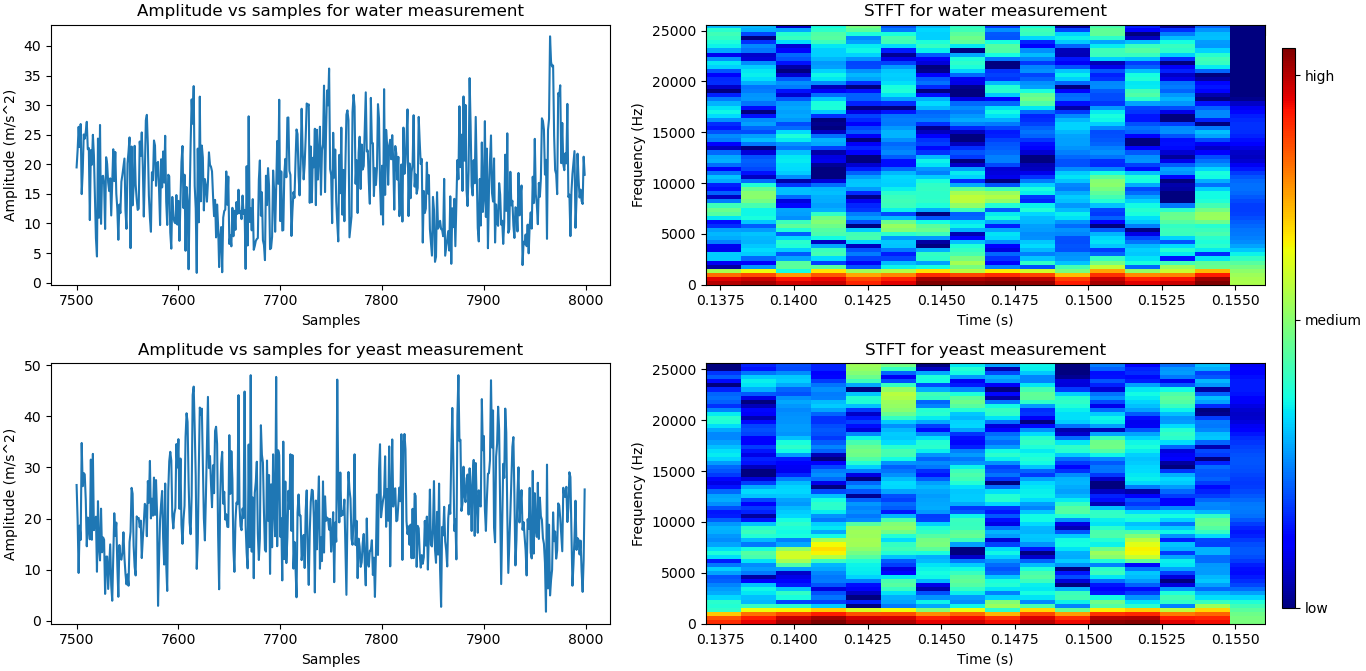 Amplitude vs samples for water measurement
Amplitude (m/s^2)
40
35
30
25
20
15
10
5
0
7500 7600 7700 7800 7900 8000
Samples
STFT for water measurement
Frequency (Hz)
25000
20000
15000
10000
5000
0
0.1375 0.1400 0.1425 0.1450 0.1475 0.1500 0.1525 0.1550
Time (s)
high
medium
low
Amplitude vs samples for yeast measurement
Amplitude (m/s^2)
50
40
30
20
10
0
7500 7600 7700 7800 7900 8000
Samples
STFT for yeast measurement
Frequency (Hz)
25000
20000
15000
10000
5000
0
0.1375 0.1400 0.1425 0.1450 0.1475 0.1500 0.1525 0.1550
Time (s)